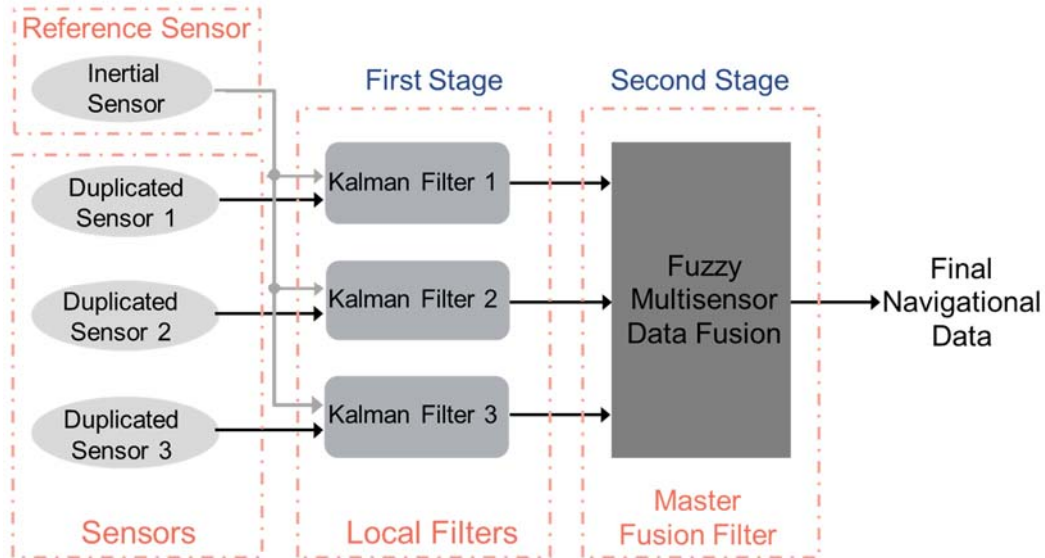 Reference Sensor
Inertial
Sensor
Duplicated
Sensor 1
Duplicated
Sensor 2
Duplicated
Sensor 3
Sensors
First Stage
Kalman Filter 1
Kalman Filter 2
Kalman Filter 3
Local Filters
Second Stage
Fuzzy
Multisensor
Data Fusion
Master
Fusion Filter
Final
Navigational
Data